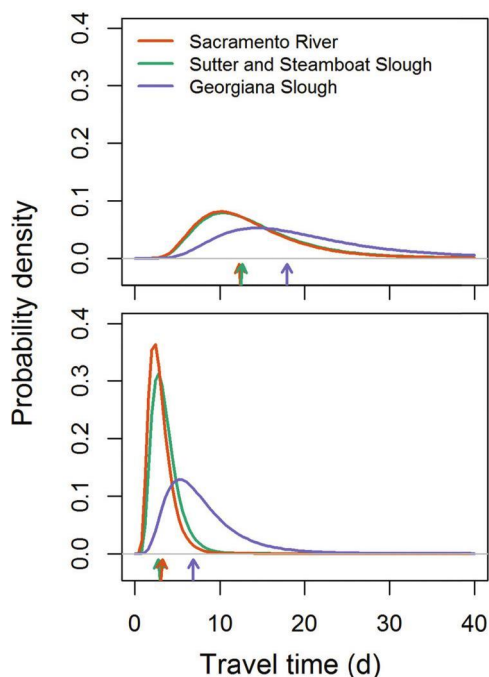 Sacramento River
Sutter and Steamboat Slough
Georgiana Slough
0.4
0.3
0.2
0.1
0.0
0.4
0.3
0.2
0.1
0.0
Probability density
0 10 20 30 40
Travel time (d)